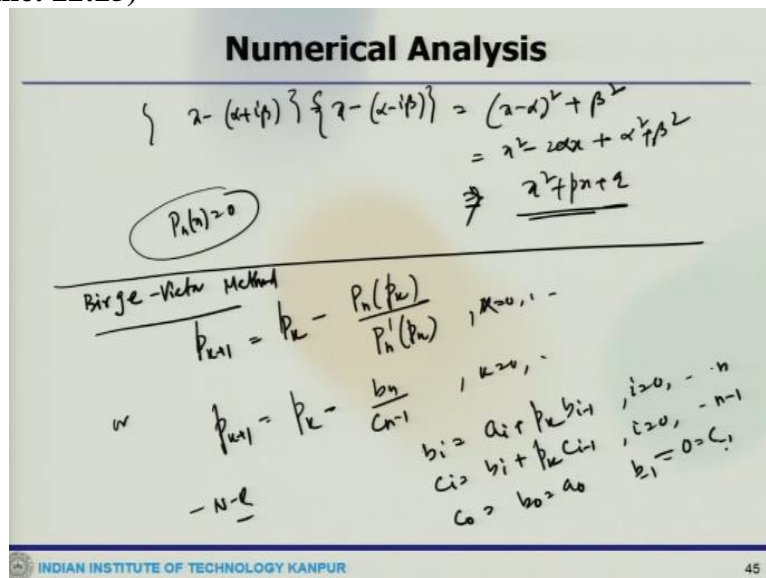 Numerical Analysis
{ x-(α+iβ)}{x-(α-iβ)} = (x-α)²+β²
= x²-2αx+α²+β²
⇒ x²+px+q
Pₙ(x)=0
Birge-Vieta Method
pₖ₊₁ = pₖ - Pₙ(pₖ)/Pₙ'(pₖ) , k=0, . -
or pₖ₊₁ = pₖ - bₙ/cₙ₋₁ , k=0, .
bᵢ = aᵢ + pₖbᵢ₋₁ , i=0, - - n
cᵢ = bᵢ + pₖcᵢ₋₁ , i=0, - n-1
c₀ = b₀ = a₀ b₋₁ = 0 = c₋₁
- N-R
INDIAN INSTITUTE OF TECHNOLOGY KANPUR
45